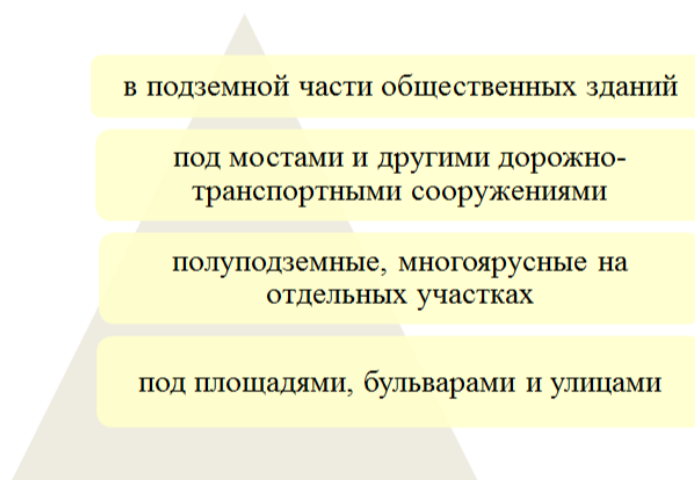 в подземной части общественных зданий
под мостами и другими дорожно-
транспортными сооружениями
полуподземные, многоярусные на
отдельных участках
под площадями, бульварами и улицами